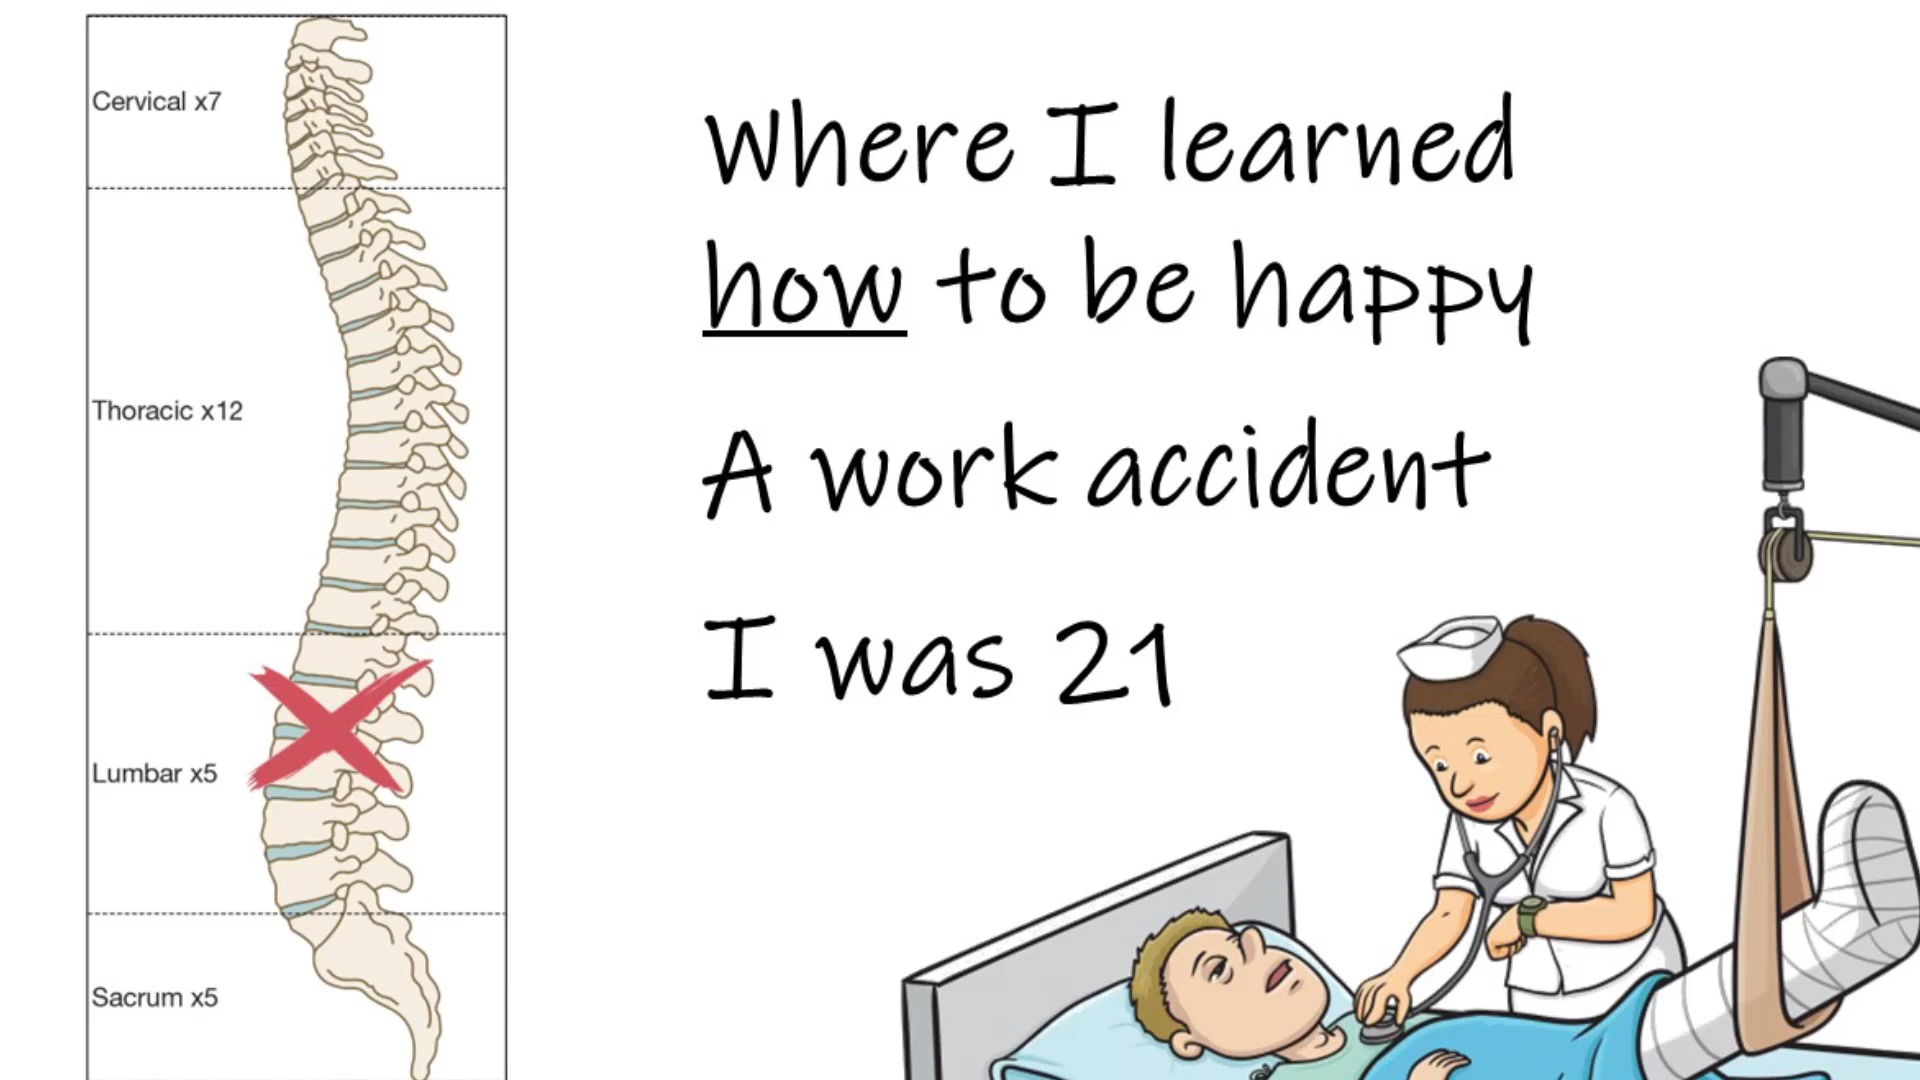 Cervical x7
Thoracic x12
Lumbar x5
Sacrum x5
Where I learned
how to be happy
A work accident
I was 21